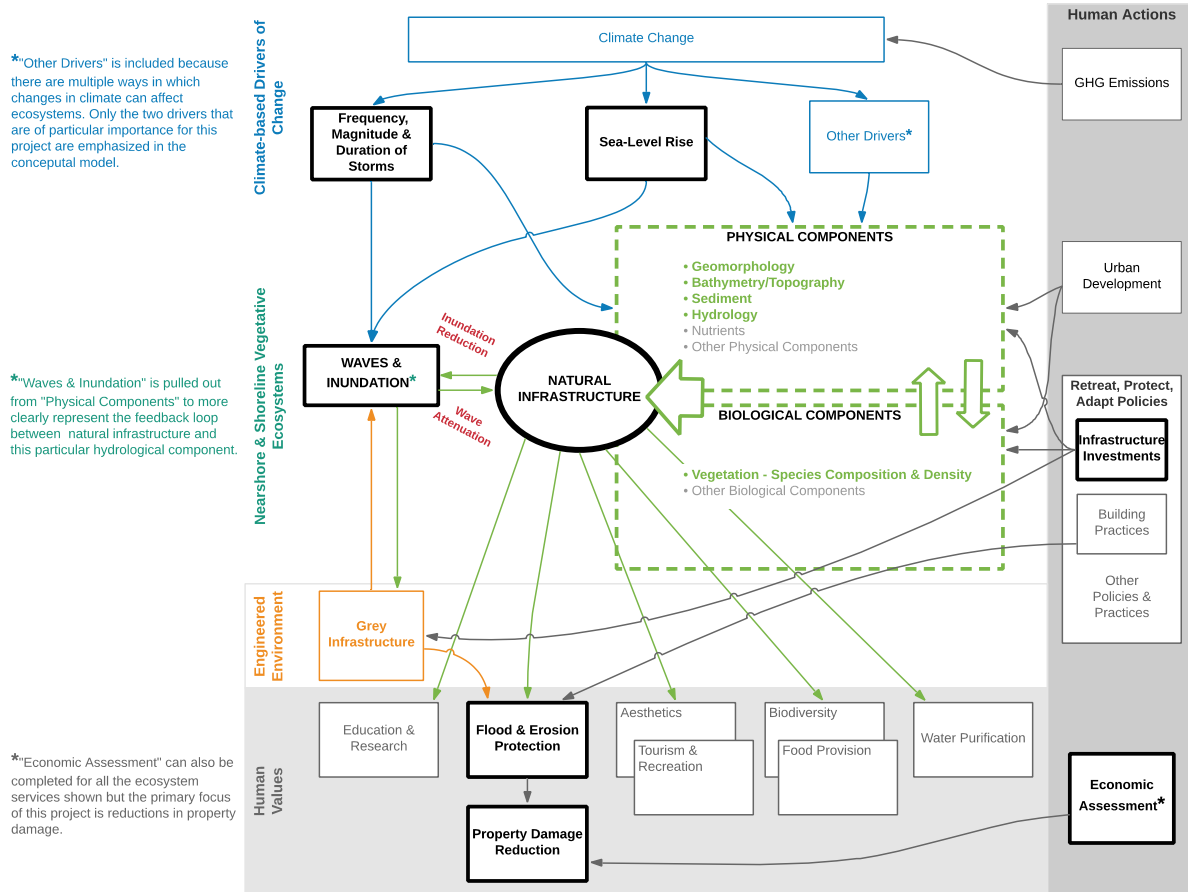 Human Actions
Climate-based Drivers of
Change
Climate Change
GHG Emissions
*"Other Drivers" is included because
there are multiple ways in which
changes in climate can affect
ecosystems. Only the two drivers that
are of particular importance for this
project are emphasized in the
conceputal model.
Frequency,
Magnitude &
Duration of
Storms
Sea-Level Rise
Other Drivers*
PHYSICAL COMPONENTS
• Geomorphology
• Bathymetry/Topography
• Sediment
• Hydrology
• Nutrients
• Other Physical Components
Urban
Development
Nearshore & Shoreline Vegetative
Ecosystems
Inundation
Reduction
WAVES &
INUNDATION*
Wave
Attenuation
NATURAL
INFRASTRUCTURE
BIOLOGICAL COMPONENTS
• Vegetation - Species Composition & Density
• Other Biological Components
*"Waves & Inundation" is pulled out
from "Physical Components" to more
clearly represent the feedback loop
between  natural infrastructure and
this particular hydrological component.
Retreat, Protect,
Adapt Policies
Infrastructure
Investments
Building
Practices
Other
Policies &
Practices
Engineered
Environment
Grey
Infrastructure
Human
Values
Education &
Research
Flood & Erosion
Protection
Aesthetics
Tourism &
Recreation
Biodiversity
Food Provision
Water Purification
Property Damage
Reduction
Economic
Assessment*
*"Economic Assessment" can also be
completed for all the ecosystem
services shown but the primary focus
of this project is reductions in property
damage.